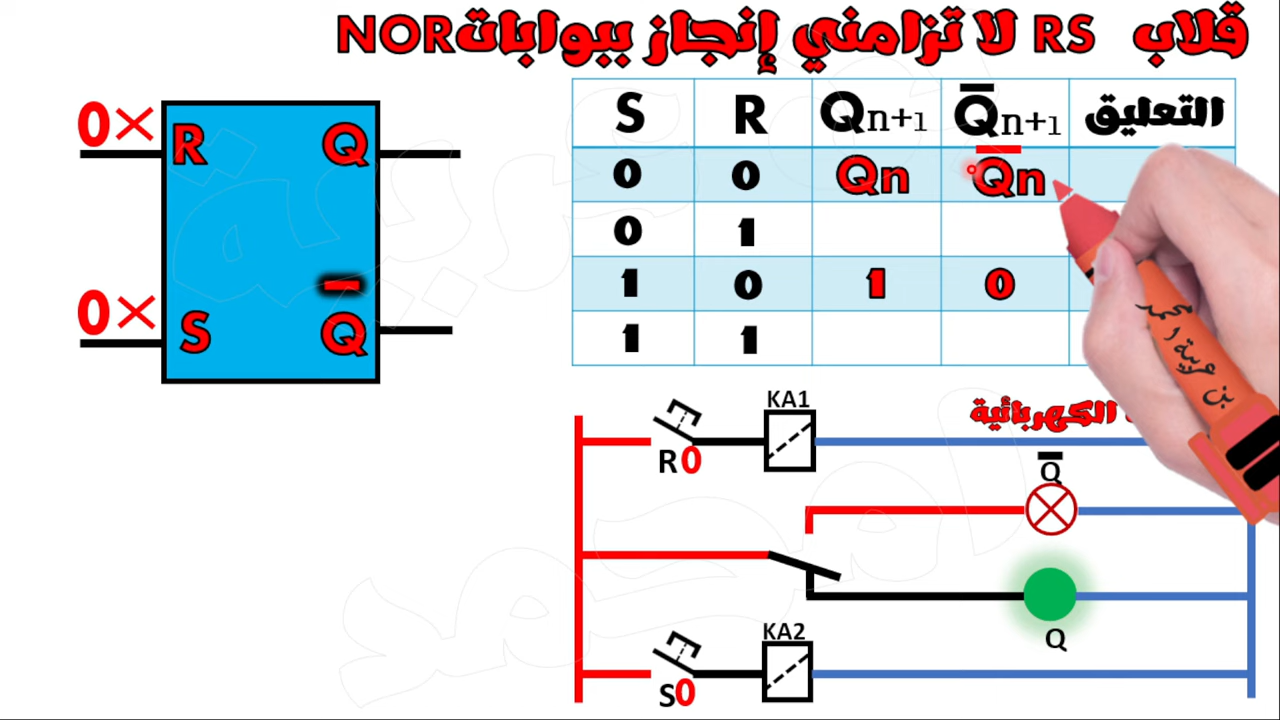 قلاب RS لا تزامني إنجاز ببوابات NOR
S R Qn+1 Q̅n+1 التعليق
0 0 Qn Q̅n
0 1
1 0 1 0
1 1
0× R Q
0× S Q̅
الكهربائية
KA1
R0
Q̅
Q
KA2
S0